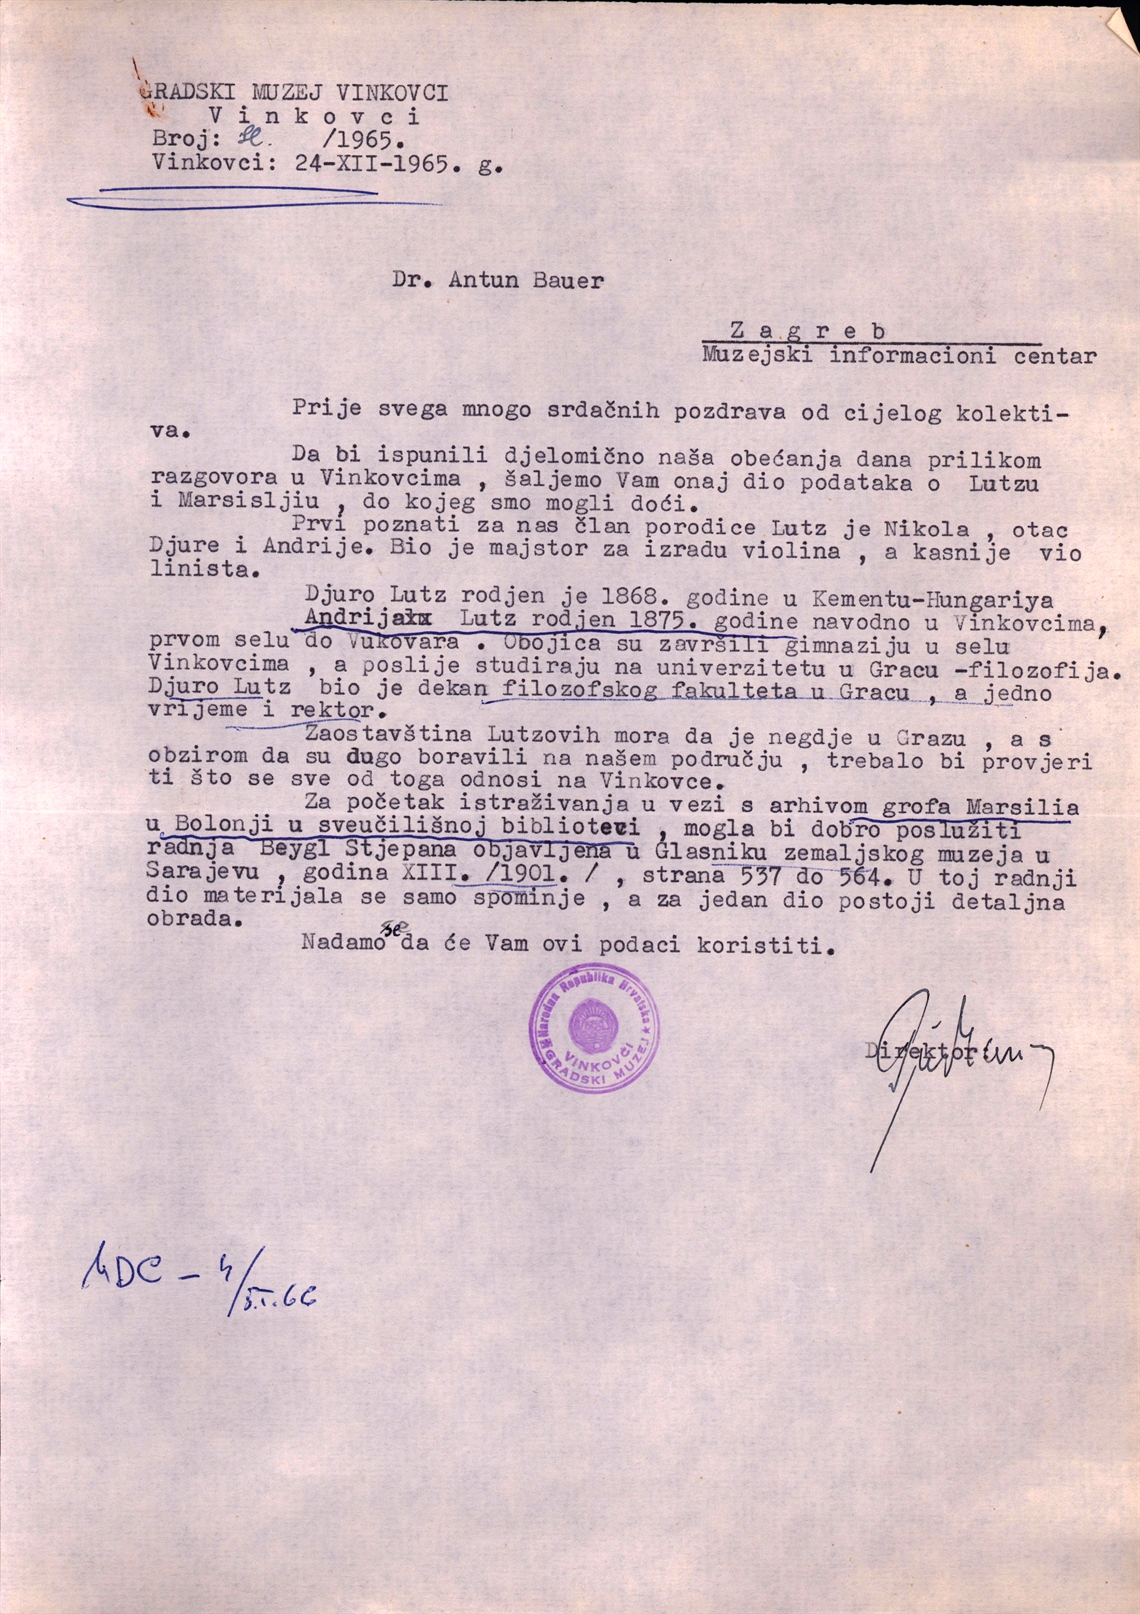 GRADSKI MUZEJ VINKOVCI
V i n k o v c i
Broj: /1965.
Vinkovci: 24-XII-1965. g.
Dr. Antun Bauer
Z a g r e b
Muzejski informacioni centar
Prije svega mnogo srdačnih pozdrava od cijelog kolekti-
va.
Da bi ispunili djelomično naša obećanja dana prilikom
razgovora u Vinkovcima , šaljemo Vam onaj dio podataka o Lutzu
i Marsisljiu , do kojeg smo mogli doći.
Prvi poznati za nas član porodice Lutz je Nikola , otac
Djure i Andrije. Bio je majstor za izradu violina , a kasnije vio
linista.
Djuro Lutz rodjen je 1868. godine u Kementu-Hungariya
Andrija Lutz rodjen 1875. godine navodno u Vinkovcima,
prvom selu do Vukovara . Obojica su završili gimnaziju u selu
Vinkovcima , a poslije studiraju na univerzitetu u Gracu -filozofija.
Djuro Lutz bio je dekan filozofskog fakulteta u Gracu , a jedno
vrijeme i rektor.
Zaostavština Lutzovih mora da je negdje u Grazu , a s
obzirom da su dugo boravili na našem području , trebalo bi provjeri
ti što se sve od toga odnosi na Vinkovce.
Za početak istraživanja u vezi s arhivom grofa Marsilia
u Bolonji u sveučilišnoj biblioteci , mogla bi dobro poslužiti
radnja Beygl Stjepana objavljena u Glasniku zemaljskog muzeja u
Sarajevu , godina XIII. /1901. / , strana 537 do 564. U toj radnji
dio materijala se samo spominje , a za jedan dio postoji detaljna
obrada.
Nadamo se da će Vam ovi podaci koristiti.
Narodna Republika Hrvatska
VINKOVCI
GRADSKI MUZEJ
Direktor:
MDC - 4/5.I.66